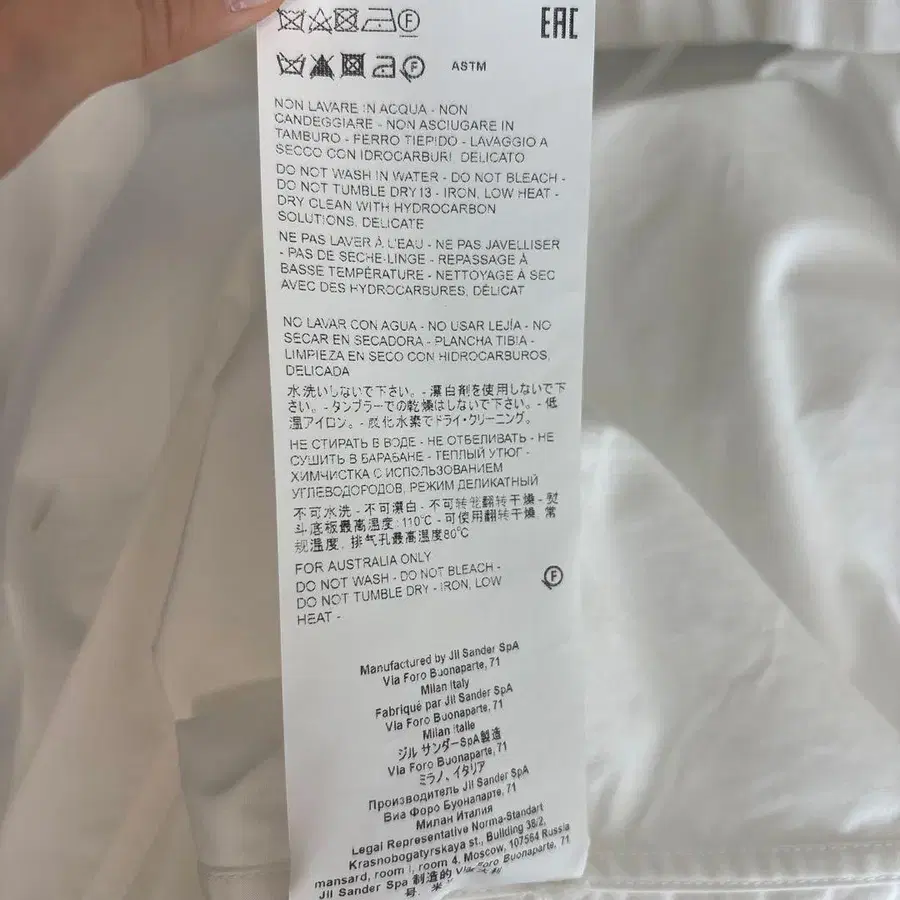 EAC
F
F
ASTM
NON LAVARE IN ACQUA - NON
CANDEGGIARE - NON ASCIUGARE IN
TAMBURO - FERRO TIEPIDO - LAVAGGIO A
SECCO CON IDROCARBURI, DELICATO
DO NOT WASH IN WATER - DO NOT BLEACH -
DO NOT TUMBLE DRY13 - IRON, LOW HEAT -
DRY CLEAN WITH HYDROCARBON
SOLUTIONS, DELICATE
NE PAS LAVER À L'EAU - NE PAS JAVELLISER
- PAS DE SECHE-LINGE - REPASSAGE À
BASSE TEMPÉRATURE - NETTOYAGE À SEC
AVEC DES HYDROCARBURES, DÉLICAT
NO LAVAR CON AGUA - NO USAR LEJÍA - NO
SECAR EN SECADORA - PLANCHA TIBIA -
LIMPIEZA EN SECO CON HIDROCARBUROS,
DELICADA
水洗いしないで下さい。- 漂白剤を使用しないで下
さい。- タンブラーでの乾燥はしないで下さい。- 低
温アイロン。- 炭化水素でドライ・クリーニング。
НЕ СТИРАТЬ В ВОДЕ - НЕ ОТБЕЛИВАТЬ - НЕ
СУШИТЬ В БАРАБАНЕ - ТЕПЛЫЙ УТЮГ -
ХИМЧИСТКА С ИСПОЛЬЗОВАНИЕМ
УГЛЕВОДОРОДОВ, РЕЖИМ ДЕЛИКАТНЫЙ
不可水洗 - 不可漂白 - 不可转笼翻转干燥 - 熨
斗底板最高温度:110℃ - 可使用翻转干燥, 常
规温度, 排气孔最高温度80℃
FOR AUSTRALIA ONLY
DO NOT WASH - DO NOT BLEACH -
DO NOT TUMBLE DRY - IRON, LOW
HEAT -
F
Manufactured by Jil Sander SpA
Via Foro Buonaparte, 71
Milan Italy
Fabriqué par Jil Sander SpA
Via Foro Buonaparte, 71
Milan Italie
ジル サンダーSpA製造
Via Foro Buonaparte, 71
ミラノ、イタリア
Производитель Jil Sander SpA
Виа Форо Буонапарте, 71
Милан Италия
Legal Representative Norma-Standart
Krasnobogatyrskaya st., Building 38/2,
mansard, room I, room 4, Moscow, 107564 Russia
Jil Sander Spa 制造的 Via Foro Buonaparte, 71
号, 米